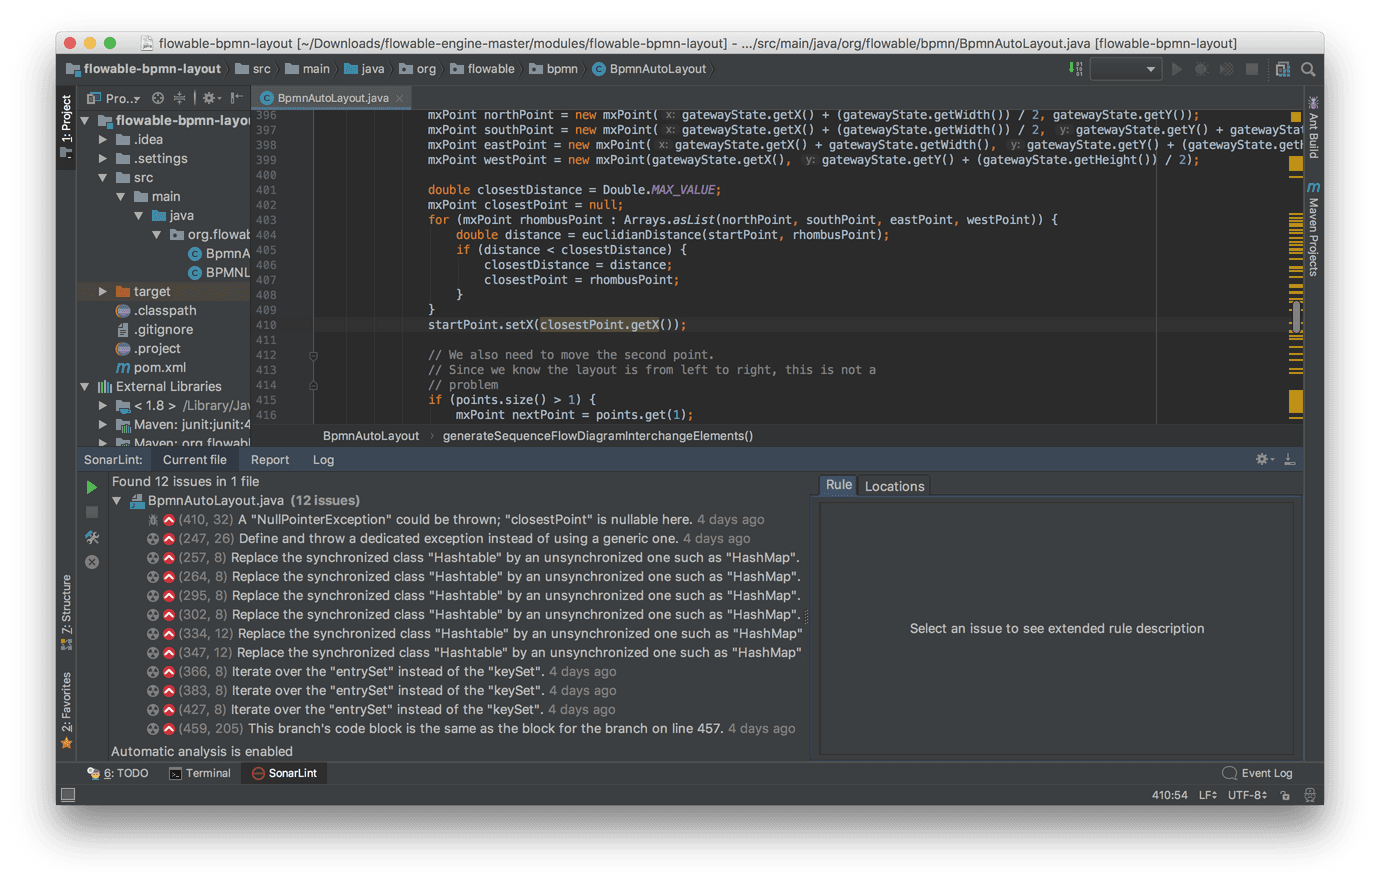 flowable-bpmn-layout [~/Downloads/flowable-engine-master/modules/flowable-bpmn-layout] - .../src/main/java/org/flowable/bpmn/BpmnAutoLayout.java [flowable-bpmn-layout]
flowable-bpmn-layout src main java org flowable bpmn BpmnAutoLayout
1: Project
Pro...
BpmnAutoLayout.java
flowable-bpmn-layou
.idea
.settings
src
main
java
org.flowab
BpmnA
BPMNL
target
.classpath
.gitignore
.project
pom.xml
External Libraries
< 1.8 > /Library/Jav
Maven: junit:junit:4
Maven: org.flowabl
396 mxPoint northPoint = new mxPoint( x: gatewayState.getX() + (gatewayState.getWidth()) / 2, gatewayState.getY());
397 mxPoint southPoint = new mxPoint( x: gatewayState.getX() + (gatewayState.getWidth()) / 2, y: gatewayState.getY() + gatewa
398 mxPoint eastPoint = new mxPoint( x: gatewayState.getX() + gatewayState.getWidth(), y: gatewayState.getY() + (gatewayState.getH
399 mxPoint westPoint = new mxPoint(gatewayState.getX(), y: gatewayState.getY() + (gatewayState.getHeight()) / 2);
400
401 double closestDistance = Double.MAX_VALUE;
402 mxPoint closestPoint = null;
403 for (mxPoint rhombusPoint : Arrays.asList(northPoint, southPoint, eastPoint, westPoint)) {
404 double distance = euclidianDistance(startPoint, rhombusPoint);
405 if (distance < closestDistance) {
406 closestDistance = distance;
407 closestPoint = rhombusPoint;
408 }
409 }
410 startPoint.setX(closestPoint.getX());
411
412 // We also need to move the second point.
413 // Since we know the layout is from left to right, this is not a
414 // problem
415 if (points.size() > 1) {
416 mxPoint nextPoint = points.get(1);
BpmnAutoLayout generateSequenceFlowDiagramInterchangeElements()
Ant Build
Maven Projects
SonarLint: Current file Report Log
Found 12 issues in 1 file
BpmnAutoLayout.java (12 issues)
(410, 32) A "NullPointerException" could be thrown; "closestPoint" is nullable here. 4 days ago
(247, 26) Define and throw a dedicated exception instead of using a generic one. 4 days ago
(257, 8) Replace the synchronized class "Hashtable" by an unsynchronized one such as "HashMap".
(264, 8) Replace the synchronized class "Hashtable" by an unsynchronized one such as "HashMap".
(295, 8) Replace the synchronized class "Hashtable" by an unsynchronized one such as "HashMap".
(302, 8) Replace the synchronized class "Hashtable" by an unsynchronized one such as "HashMap".
(334, 12) Replace the synchronized class "Hashtable" by an unsynchronized one such as "HashMap"
(347, 12) Replace the synchronized class "Hashtable" by an unsynchronized one such as "HashMap"
(366, 8) Iterate over the "entrySet" instead of the "keySet". 4 days ago
(383, 8) Iterate over the "entrySet" instead of the "keySet". 4 days ago
(427, 8) Iterate over the "entrySet" instead of the "keySet". 4 days ago
(459, 205) This branch's code block is the same as the block for the branch on line 457. 4 days ago
Automatic analysis is enabled
Rule Locations
Select an issue to see extended rule description
7: Structure
2: Favorites
6: TODO Terminal SonarLint Event Log
410:54 LF UTF-8